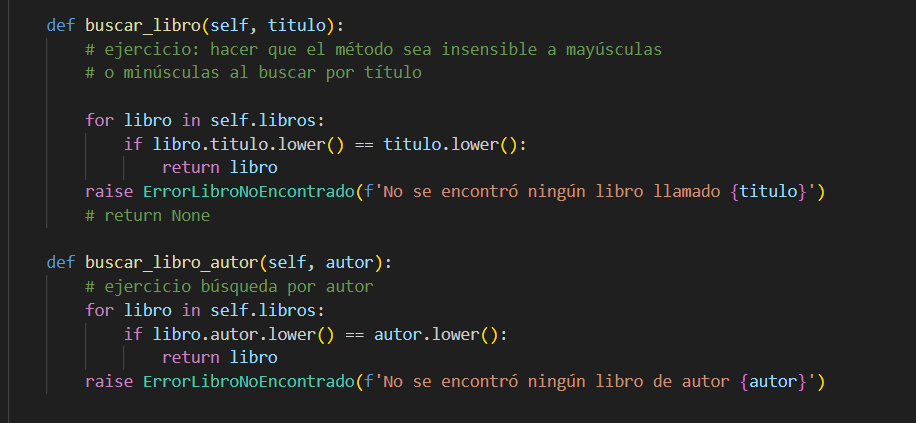 def buscar_libro(self, titulo):
# ejercicio: hacer que el método sea insensible a mayúsculas
# o minúsculas al buscar por título
for libro in self.libros:
if libro.titulo.lower() == titulo.lower():
return libro
raise ErrorLibroNoEncontrado(f'No se encontró ningún libro llamado {titulo}')
# return None
def buscar_libro_autor(self, autor):
# ejercicio búsqueda por autor
for libro in self.libros:
if libro.autor.lower() == autor.lower():
return libro
raise ErrorLibroNoEncontrado(f'No se encontró ningún libro de autor {autor}')